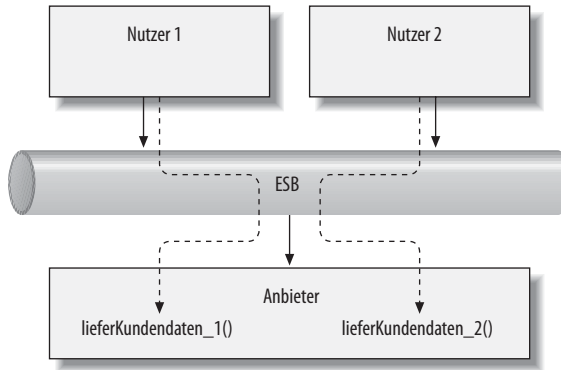 Nutzer 1
Nutzer 2
ESB
Anbieter
lieferKundendaten_1()
lieferKundendaten_2()